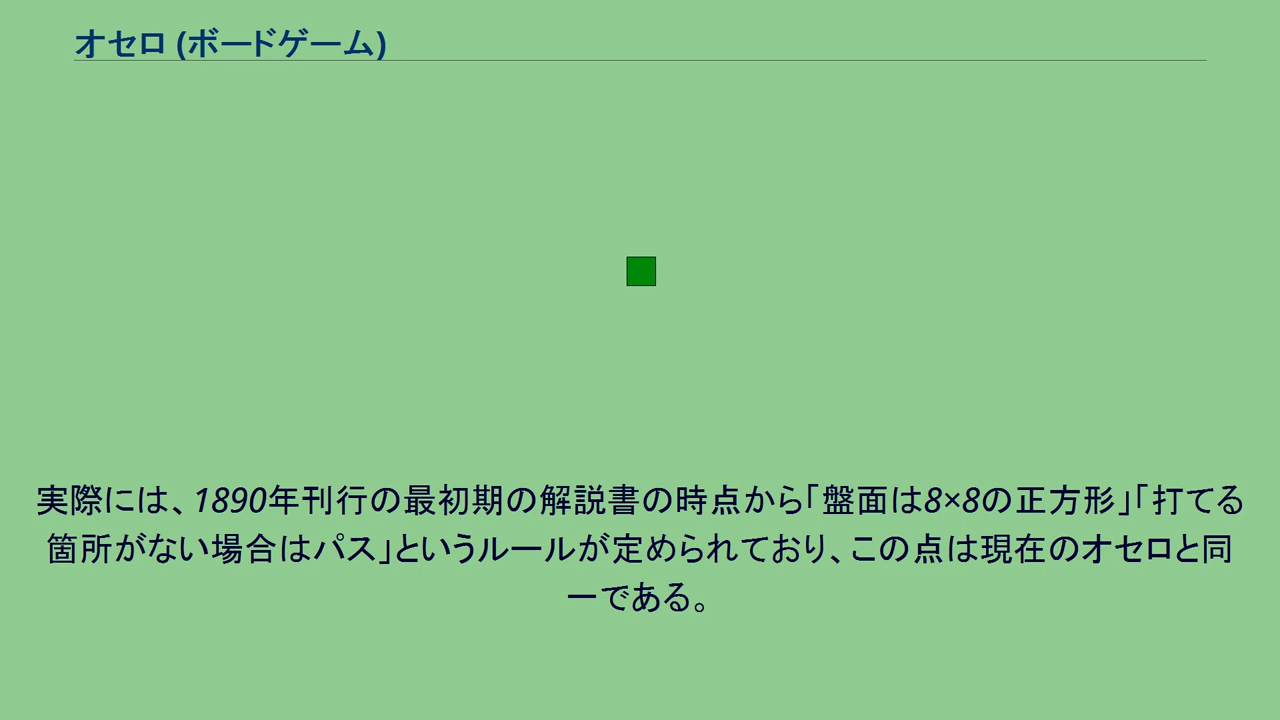 オセロ (ボードゲーム)
実際には、1890年刊行の最初期の解説書の時点から「盤面は8×8の正方形」「打てる
箇所がない場合はパス」というルールが定められており、この点は現在のオセロと同
一である。